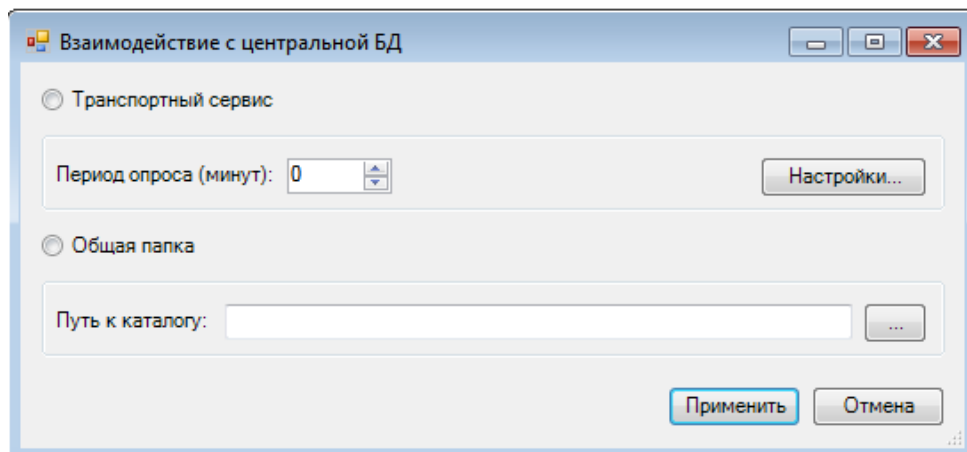 Взаимодействие с центральной БД
Транспортный сервис
Период опроса (минут): 0 Настройки...
Общая папка
Путь к каталогу: ...
Применить Отмена